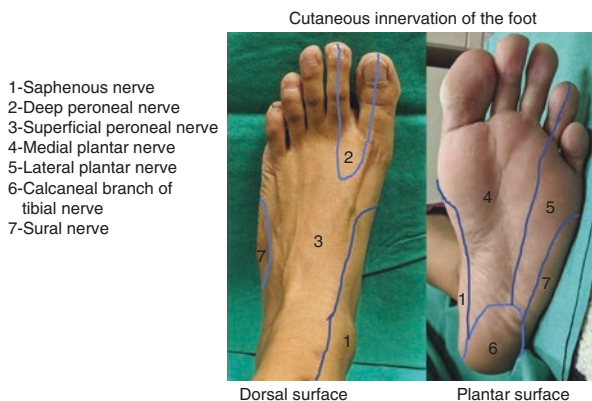 Cutaneous innervation of the foot
1-Saphenous nerve
2-Deep peroneal nerve
3-Superficial peroneal nerve
4-Medial plantar nerve
5-Lateral plantar nerve
6-Calcaneal branch of
tibial nerve
7-Sural nerve
2
3
7
1
4
5
7
1
6
Dorsal surface
Plantar surface